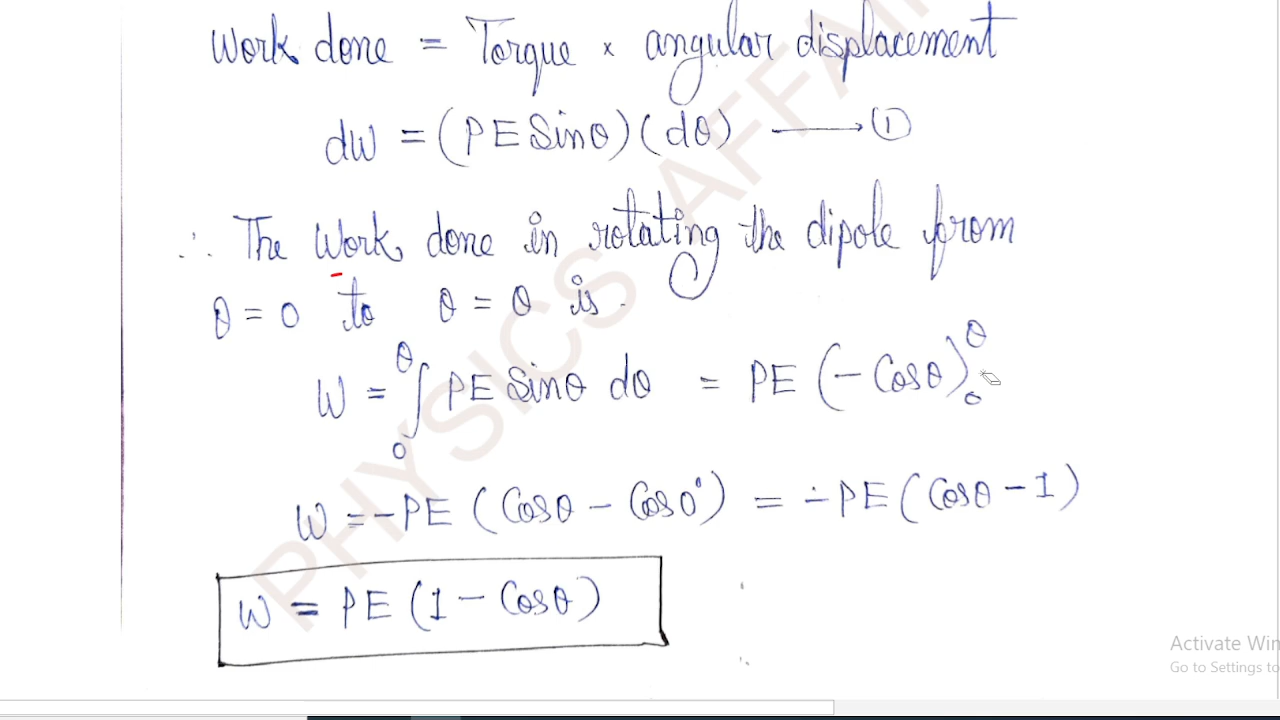 Work done = Torque × angular displacement
dW = (PE Sinθ) (dθ) ⟶ ①
∴ The Work done in rotating the dipole from
θ = 0 to θ = θ is.
W = ∫₀^θ PE Sinθ dθ = PE (- Cosθ)₀^θ
W = -PE (Cosθ - Cos0°) = -PE (Cosθ - 1)
W = PE (1 - Cosθ)
PHYSICS AFFAI
Activate Win
Go to Settings to